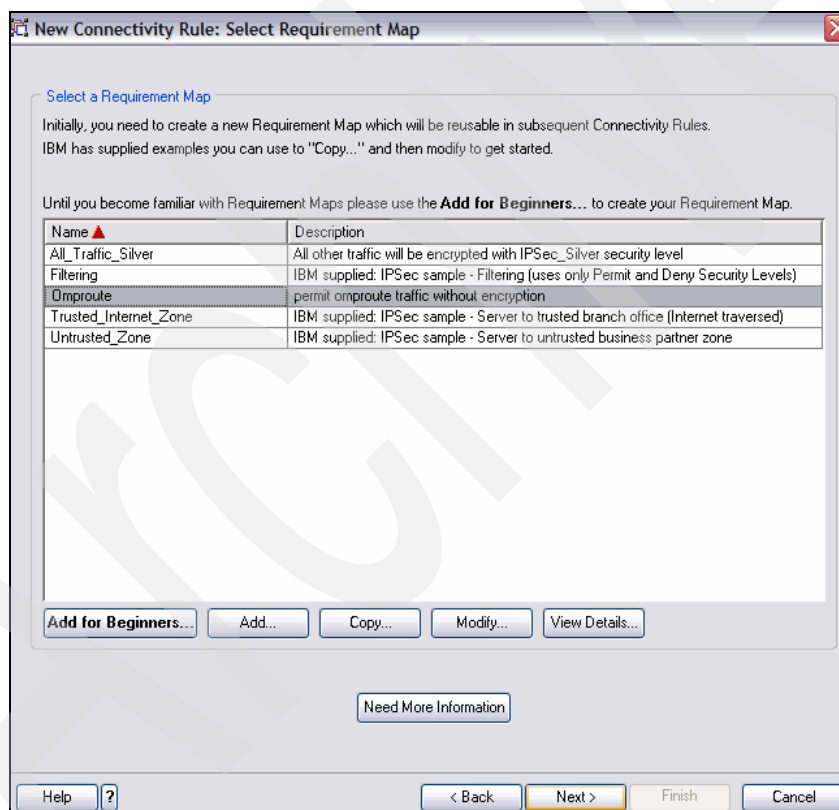 New Connectivity Rule: Select Requirement Map
Select a Requirement Map
Initially, you need to create a new Requirement Map which will be reusable in subsequent Connectivity Rules.
IBM has supplied examples you can use to "Copy..." and then modify to get started.
Until you become familiar with Requirement Maps please use the Add for Beginners... to create your Requirement Map.
Name Description
All_Traffic_Silver All other traffic will be encrypted with IPSec_Silver security level
Filtering IBM supplied: IPSec sample - Filtering (uses only Permit and Deny Security Levels)
Omproute permit omproute traffic without encryption
Trusted_Internet_Zone IBM supplied: IPSec sample - Server to trusted branch office (Internet traversed)
Untrusted_Zone IBM supplied: IPSec sample - Server to untrusted business partner zone
Add for Beginners... Add... Copy... Modify... View Details...
Need More Information
Help ? < Back Next > Finish Cancel